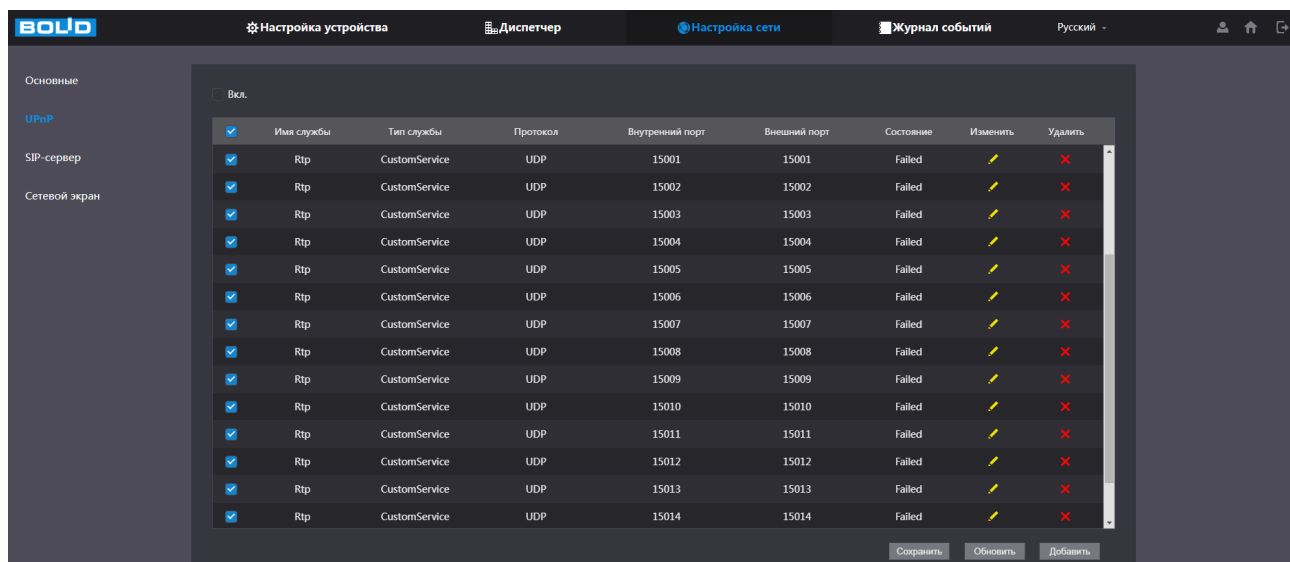 BOLID Настройка устройства Диспетчер Настройка сети Журнал событий Русский
Основные
UPnP
SIP-сервер
Сетевой экран
Вкл.
Имя службы Тип службы Протокол Внутренний порт Внешний порт Состояние Изменить Удалить
Rtp CustomService UDP 15001 15001 Failed
Rtp CustomService UDP 15002 15002 Failed
Rtp CustomService UDP 15003 15003 Failed
Rtp CustomService UDP 15004 15004 Failed
Rtp CustomService UDP 15005 15005 Failed
Rtp CustomService UDP 15006 15006 Failed
Rtp CustomService UDP 15007 15007 Failed
Rtp CustomService UDP 15008 15008 Failed
Rtp CustomService UDP 15009 15009 Failed
Rtp CustomService UDP 15010 15010 Failed
Rtp CustomService UDP 15011 15011 Failed
Rtp CustomService UDP 15012 15012 Failed
Rtp CustomService UDP 15013 15013 Failed
Rtp CustomService UDP 15014 15014 Failed
Сохранить Обновить Добавить